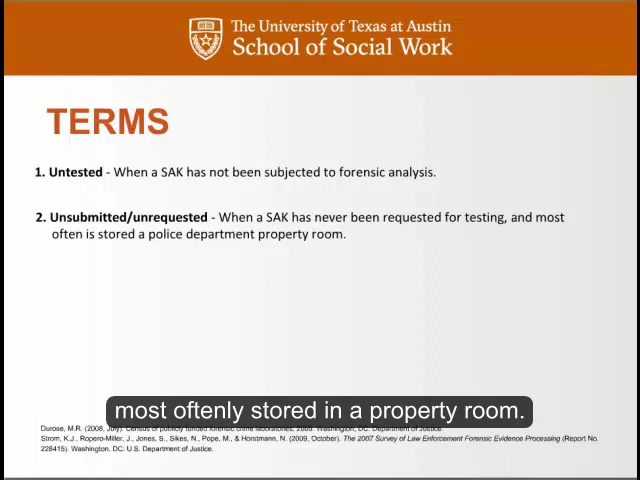 The University of Texas at Austin
School of Social Work
TERMS
1. Untested - When a SAK has not been subjected to forensic analysis.
2. Unsubmitted/unrequested - When a SAK has never been requested for testing, and most
often is stored a police department property room.
most oftenly stored in a property room.
Durose, M.R. (2008, July). Census of publicly funded forensic crime laboratories, 2005. Washington, DC: Department of Justice.
Strom, K.J., Ropero-Miller, J., Jones, S., Sikes, N., Pope, M., & Horstmann, N. (2009, October). The 2007 Survey of Law Enforcement Forensic Evidence Processing (Report No.
228415). Washington, DC: U.S. Department of Justice.